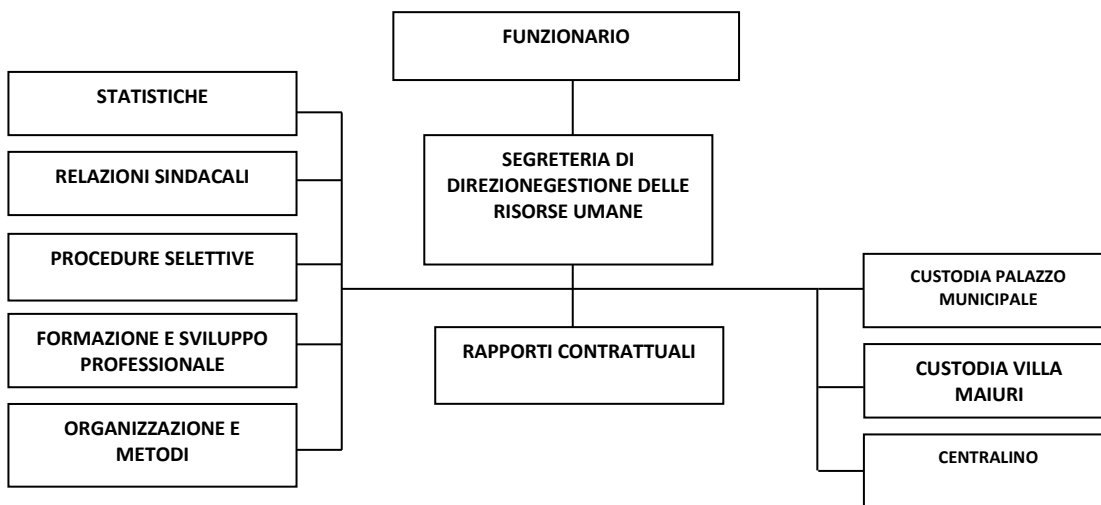 FUNZIONARIO
STATISTICHE
RELAZIONI SINDACALI
PROCEDURE SELETTIVE
FORMAZIONE E SVILUPPO
PROFESSIONALE
ORGANIZZAZIONE E
METODI
SEGRETERIA DI
DIREZIONEGESTIONE DELLE
RISORSE UMANE
RAPPORTI CONTRATTUALI
CUSTODIA PALAZZO
MUNICIPALE
CUSTODIA VILLA
MAIURI
CENTRALINO